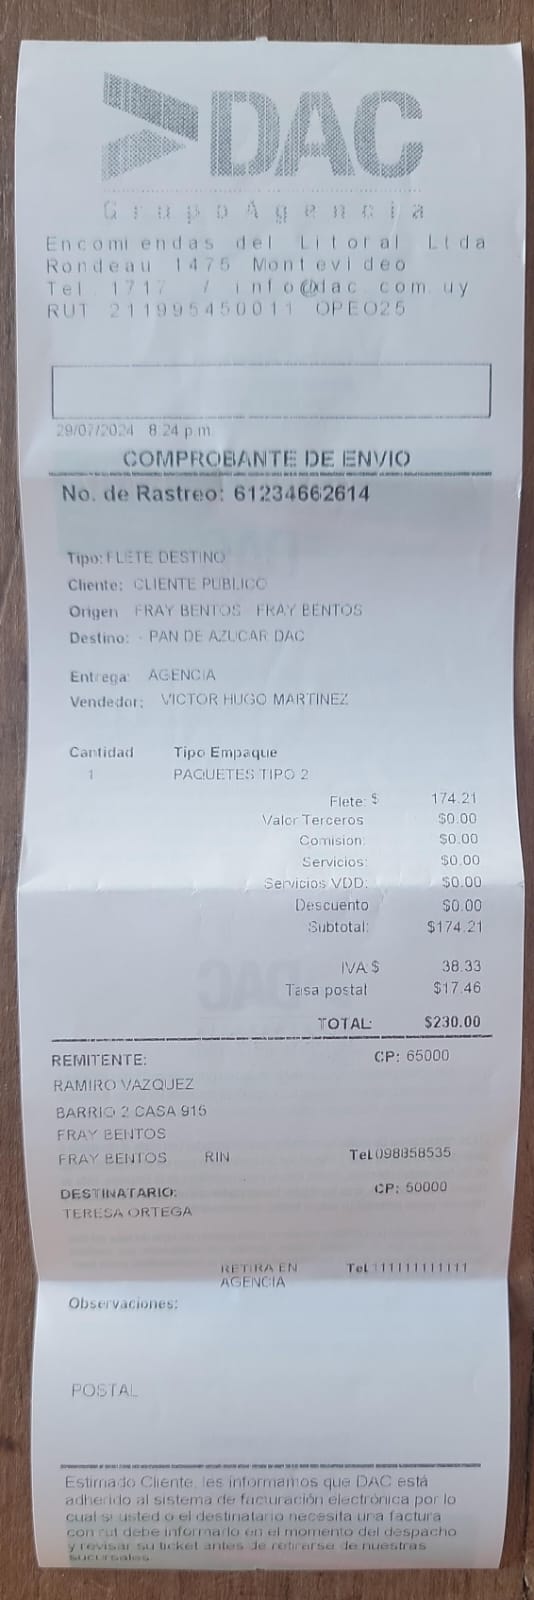 DAC
GrupoAgencia
Encomiendas del Litoral Ltda
Rondeau 1475 Montevideo
Tel 1717 / info@dac.com.uy
RUT 211995450011 OPE025
29/07/2024 8:24 p.m.
COMPROBANTE DE ENVIO
No. de Rastreo: 61234662614
Tipo: FLETE DESTINO
Cliente: CLIENTE PUBLICO
Origen FRAY BENTOS FRAY BENTOS
Destino: - PAN DE AZUCAR DAC
Entrega: AGENCIA
Vendedor: VICTOR HUGO MARTINEZ
Cantidad Tipo Empaque
1 PAQUETES TIPO 2
Flete: $ 174.21
Valor Terceros $0.00
Comision: $0.00
Servicios: $0.00
Servicios VDD: $0.00
Descuento $0.00
Subtotal: $174.21
IVA $ 38.33
Tasa postal $17.46
TOTAL: $230.00
REMITENTE: CP: 65000
RAMIRO VAZQUEZ
BARRIO 2 CASA 915
FRAY BENTOS
FRAY BENTOS RIN Tel.098858535
DESTINATARIO: CP: 50000
TERESA ORTEGA
RETIRA EN Tel.11111111111
AGENCIA
Observaciones:
POSTAL
Estimado Cliente, les informamos que DAC está
adherido al sistema de facturación electrónica por lo
cual si usted o el destinatario necesita una factura
con rut debe informarlo en el momento del despacho
y revisar su ticket antes de retirarse de nuestras
sucursales.